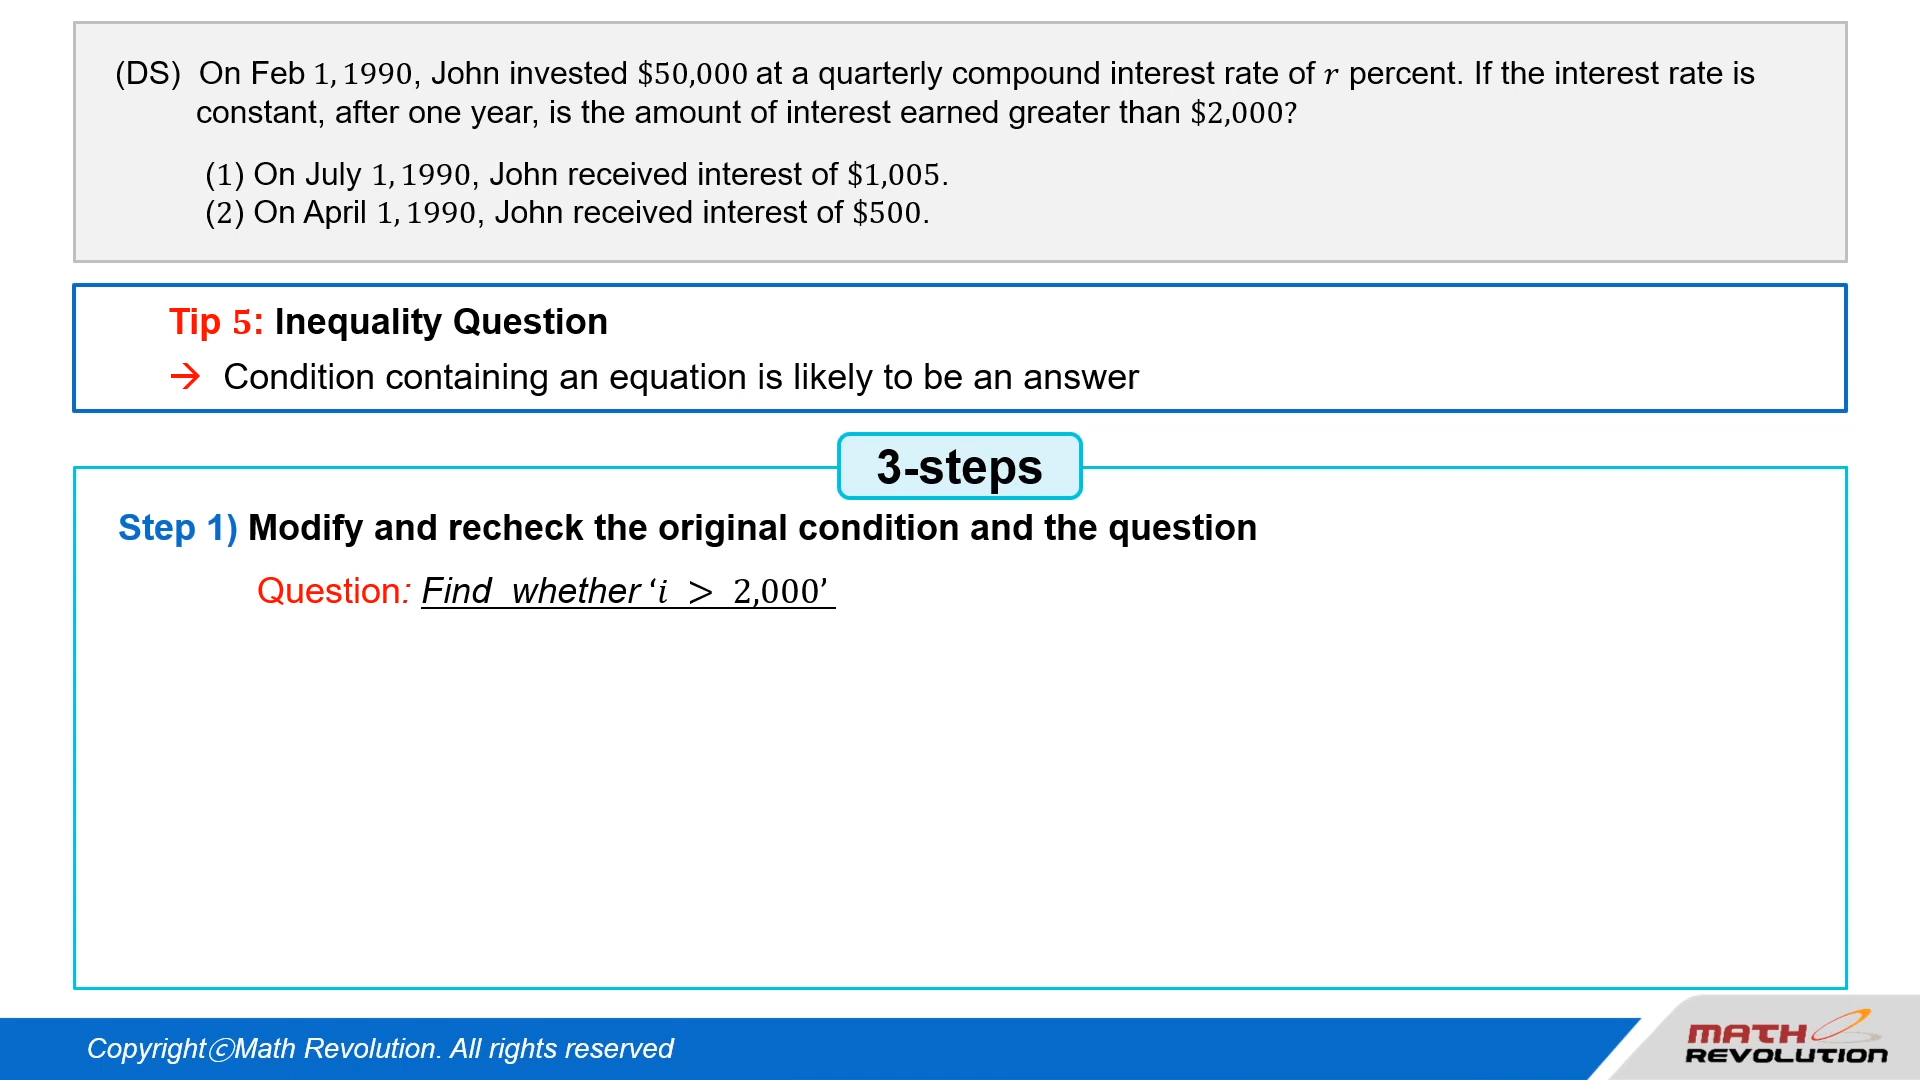 (DS) On Feb 1, 1990, John invested $50,000 at a quarterly compound interest rate of r percent. If the interest rate is
constant, after one year, is the amount of interest earned greater than $2,000?
(1) On July 1, 1990, John received interest of $1,005.
(2) On April 1, 1990, John received interest of $500.
Tip 5: Inequality Question
→ Condition containing an equation is likely to be an answer
3-steps
Step 1) Modify and recheck the original condition and the question
Question: Find whether ‘i > 2,000’
Copyrightⓒ Math Revolution. All rights reserved
MATH
REVOLUTION